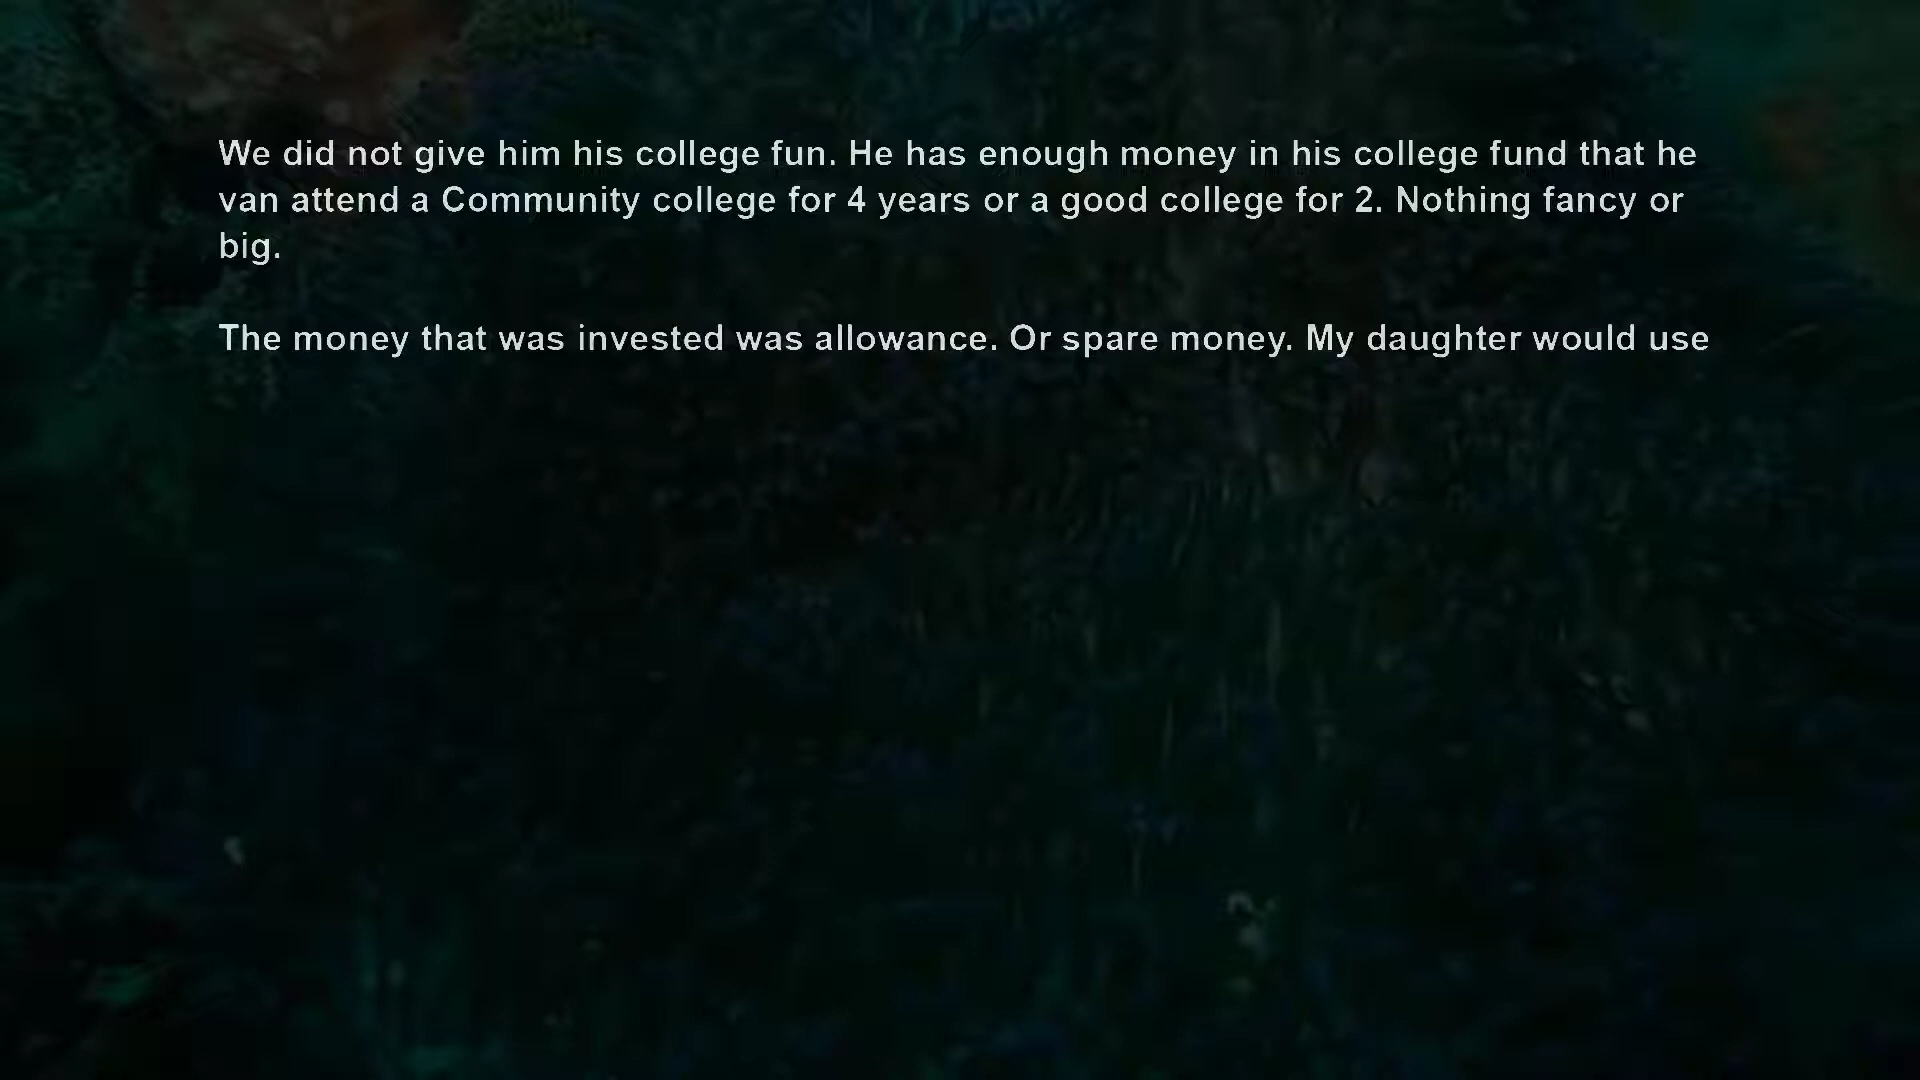 We did not give him his college fun. He has enough money in his college fund that he
van attend a Community college for 4 years or a good college for 2. Nothing fancy or
big.
The money that was invested was allowance. Or spare money. My daughter would use